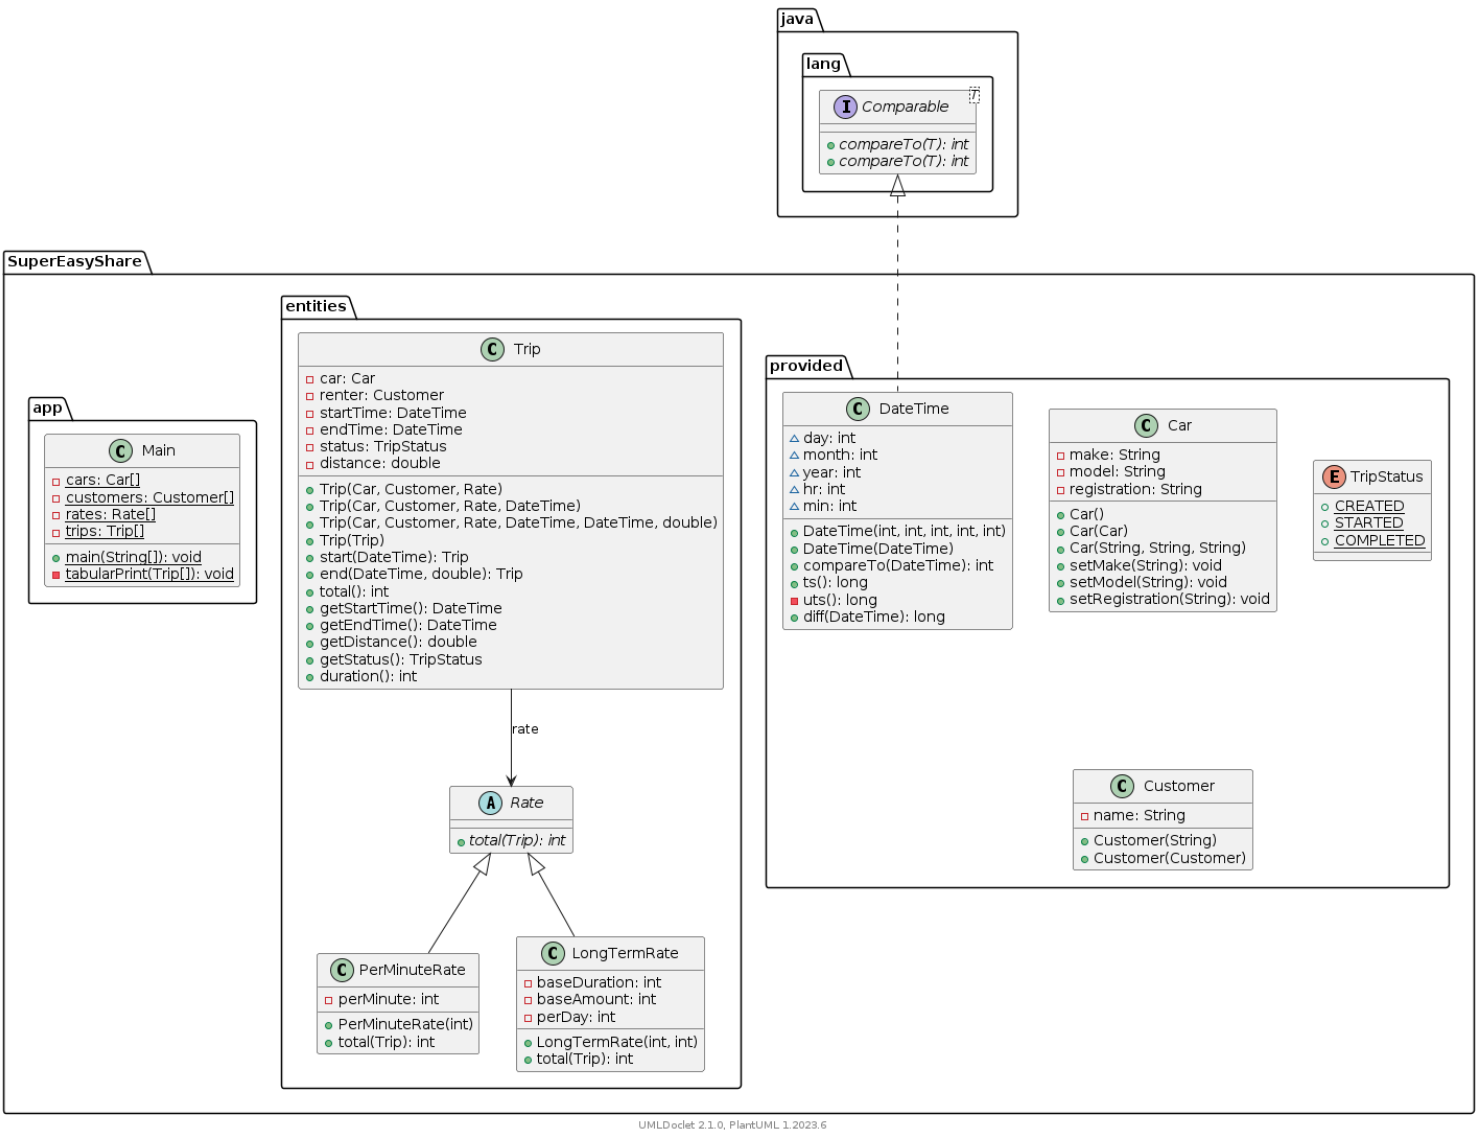 java
lang
I Comparable T
compareTo(T): int
compareTo(T): int
SuperEasyShare
app
C Main
cars: Car[]
customers: Customer[]
rates: Rate[]
trips: Trip[]
main(String[]): void
tabularPrint(Trip[]): void
entities
C Trip
car: Car
renter: Customer
startTime: DateTime
endTime: DateTime
status: TripStatus
distance: double
Trip(Car, Customer, Rate)
Trip(Car, Customer, Rate, DateTime)
Trip(Car, Customer, Rate, DateTime, DateTime, double)
Trip(Trip)
start(DateTime): Trip
end(DateTime, double): Trip
total(): int
getStartTime(): DateTime
getEndTime(): DateTime
getDistance(): double
getStatus(): TripStatus
duration(): int
rate
A Rate
total(Trip): int
C PerMinuteRate
perMinute: int
PerMinuteRate(int)
total(Trip): int
C LongTermRate
baseDuration: int
baseAmount: int
perDay: int
LongTermRate(int, int)
total(Trip): int
provided
C DateTime
day: int
month: int
year: int
hr: int
min: int
DateTime(int, int, int, int, int)
DateTime(DateTime)
compareTo(DateTime): int
ts(): long
uts(): long
diff(DateTime): long
C Car
make: String
model: String
registration: String
Car()
Car(Car)
Car(String, String, String)
setMake(String): void
setModel(String): void
setRegistration(String): void
E TripStatus
CREATED
STARTED
COMPLETED
C Customer
name: String
Customer(String)
Customer(Customer)
UMLDoclet 2.1.0, PlantUML 1.2023.6